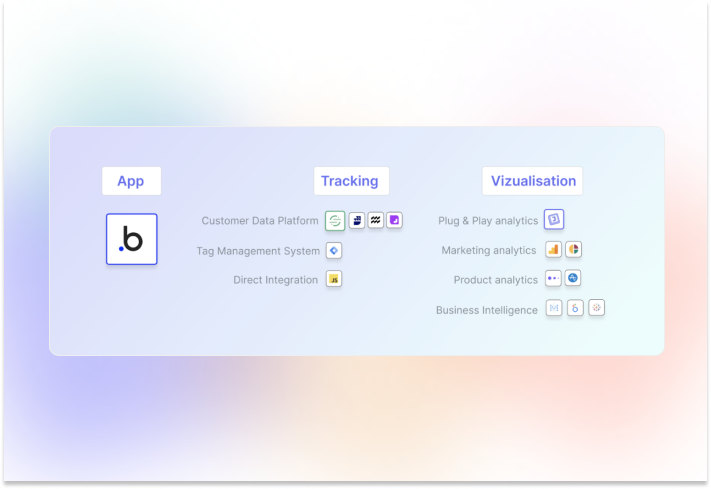 App
Tracking
Vizualisation
.b
Customer Data Platform
Plug & Play analytics
Tag Management System
Marketing analytics
Direct Integration
JS
Product analytics
Business Intelligence